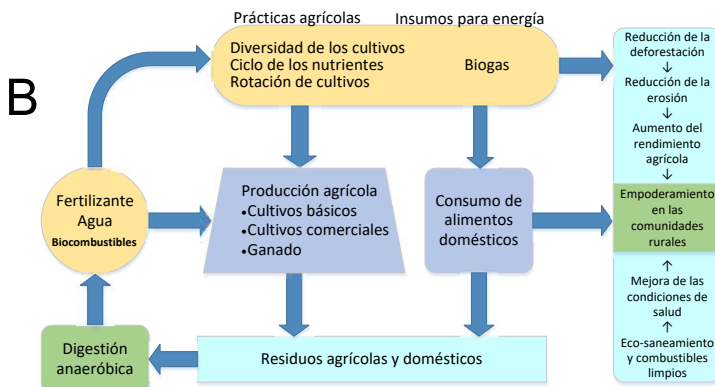 B
Prácticas agrícolas
Insumos para energía
Diversidad de los cultivos
Ciclo de los nutrientes
Rotación de cultivos
Biogas
Fertilizante
Agua
Biocombustibles
Producción agrícola
•Cultivos básicos
•Cultivos comerciales
•Ganado
Consumo de
alimentos
domésticos
Digestión
anaeróbica
Residuos agrícolas y domésticos
Reducción de la
deforestación
↓
Reducción de la
erosión
↓
Aumento del
rendimiento
agrícola
↓
Empoderamiento
en las
comunidades
rurales
↑
Mejora de las
condiciones de
salud
↑
Eco-saneamiento
y combustibles
limpios